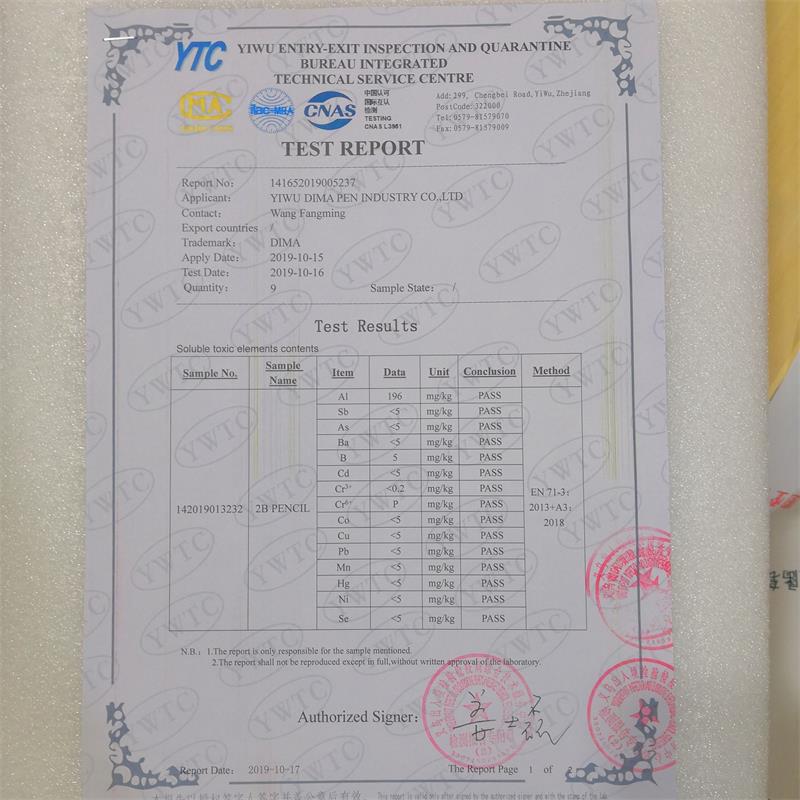 YTC
YIWU ENTRY-EXIT INSPECTION AND QUARANTINE
BUREAU INTEGRATED
TECHNICAL SERVICE CENTRE
MA
ilac-MRA
CNAS
中国认可
国际互认
检测
TESTING
CNAS L3861
Add:299, Chengbei Road,YiWu,Zhejiang
PostCode:322000
Tel:0579-81579070
Fax:0579-81579009
TEST REPORT
Report No: 141652019005237
Applicant: YIWU DIMA PEN INDUSTRY CO.,LTD
Contact: Wang Fangming
Export countries /
Trademark: DIMA
Apply Date: 2019-10-15
Test Date: 2019-10-16
Quantity: 9 Sample State: /
Test Results
Soluble toxic elements contents
Sample No. Sample Name Item Data Unit Conclusion Method
142019013232 2B PENCIL EN 71-3: 2013+A3: 2018
Al 196 mg/kg PASS
Sb <5 mg/kg PASS
As <5 mg/kg PASS
Ba <5 mg/kg PASS
B 5 mg/kg PASS
Cd <5 mg/kg PASS
Cr3+ <0.2 mg/kg PASS
Cr6+ P mg/kg PASS
Co <5 mg/kg PASS
Cu <5 mg/kg PASS
Pb <5 mg/kg PASS
Mn <5 mg/kg PASS
Hg <5 mg/kg PASS
Ni <5 mg/kg PASS
Se <5 mg/kg PASS
N.B.: 1.The report is only responsible for the sample mentioned.
2.The report shall not be reproduced except in full,without written approval of the laboratory.
Authorized Signer:
Report Date: 2019-10-17 The Report Page 1 of
YWTC